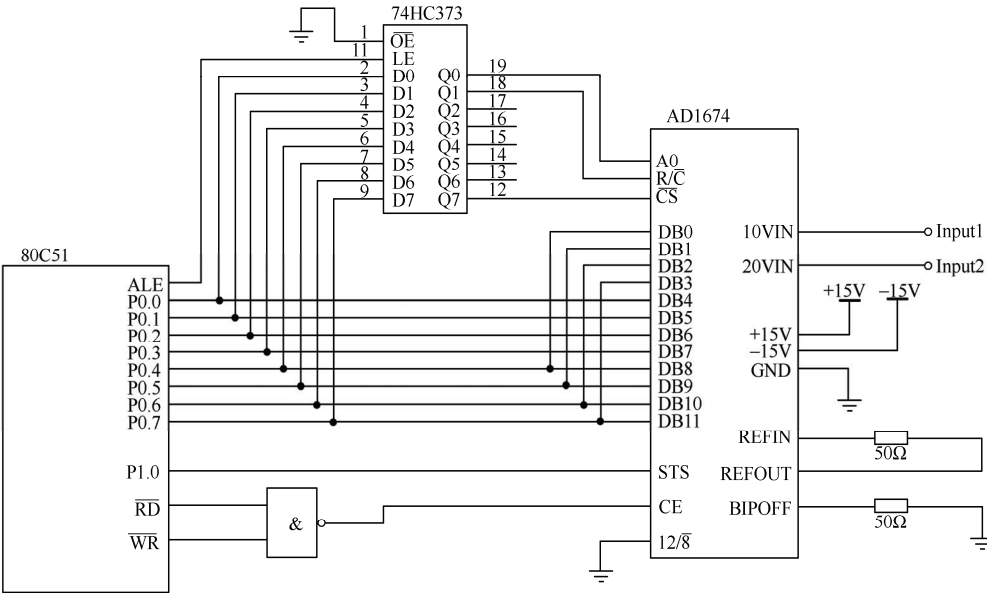 74HC373
1
11
2
3
4
5
6
7
8
9
O̅E̅
LE
D0
D1
D2
D3
D4
D5
D6
D7
Q0
Q1
Q2
Q3
Q4
Q5
Q6
Q7
19
18
17
16
15
14
13
12
AD1674
A0
R/C̅
C̅S̅
DB0
DB1
DB2
DB3
DB4
DB5
DB6
DB7
DB8
DB9
DB10
DB11
STS
CE
12/8̅
10VIN
20VIN
+15V
−15V
GND
REFIN
REFOUT
BIPOFF
Input1
Input2
+15V
−15V
50Ω
50Ω
80C51
ALE
P0.0
P0.1
P0.2
P0.3
P0.4
P0.5
P0.6
P0.7
P1.0
R̅D̅
W̅R̅
&